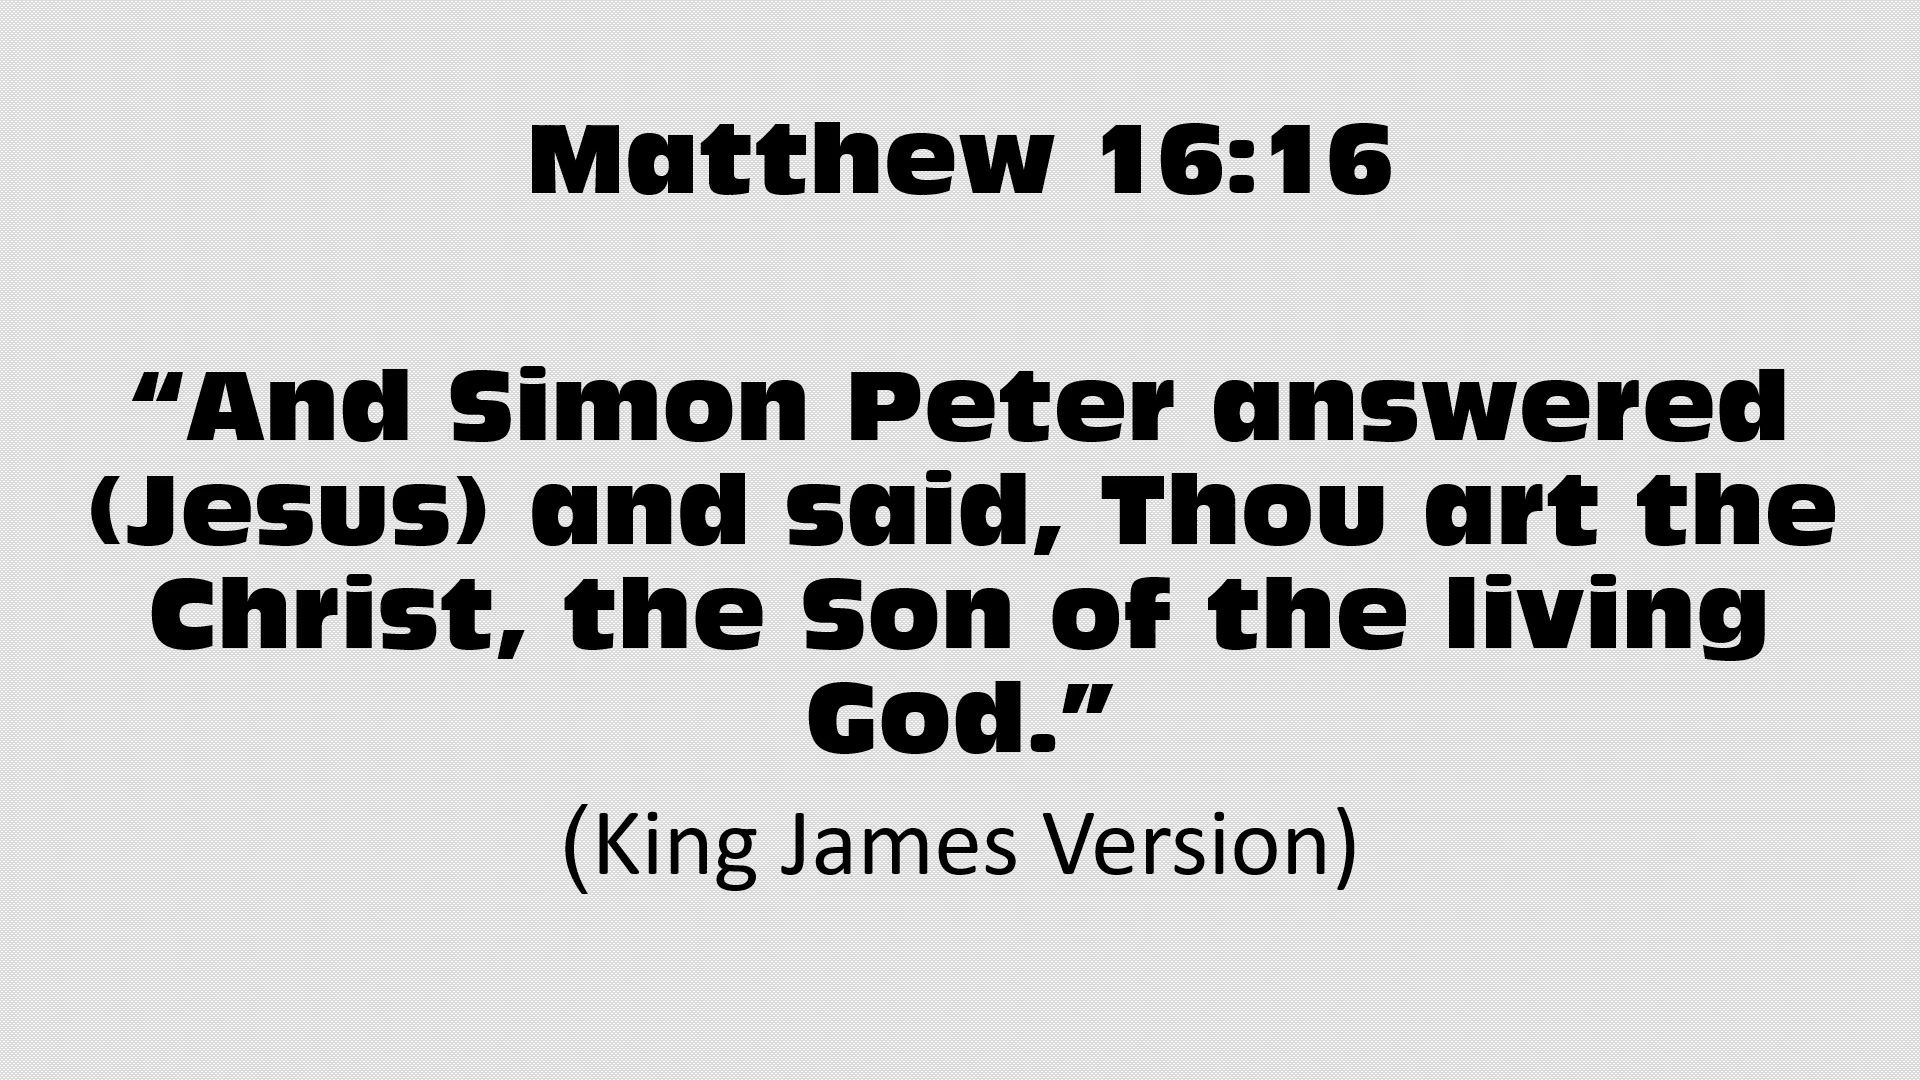 Matthew 16:16
“And Simon Peter answered
(Jesus) and said, Thou art the
Christ, the Son of the living
God.”
(King James Version)